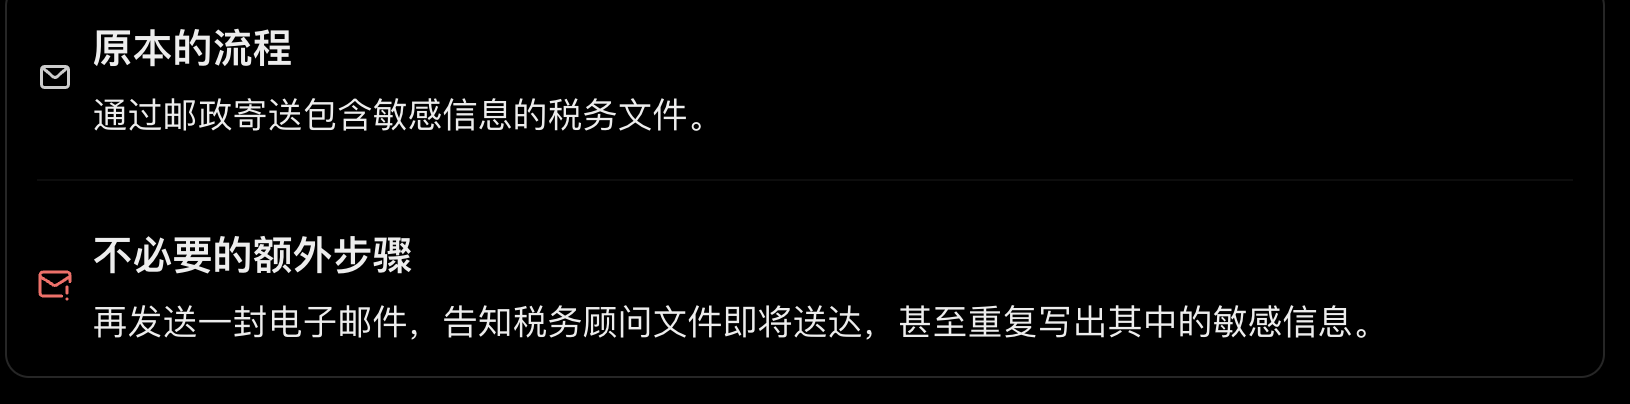 原本的流程
通过邮政寄送包含敏感信息的税务文件。
不必要的额外步骤
再发送一封电子邮件，告知税务顾问文件即将送达，甚至重复写出其中的敏感信息。